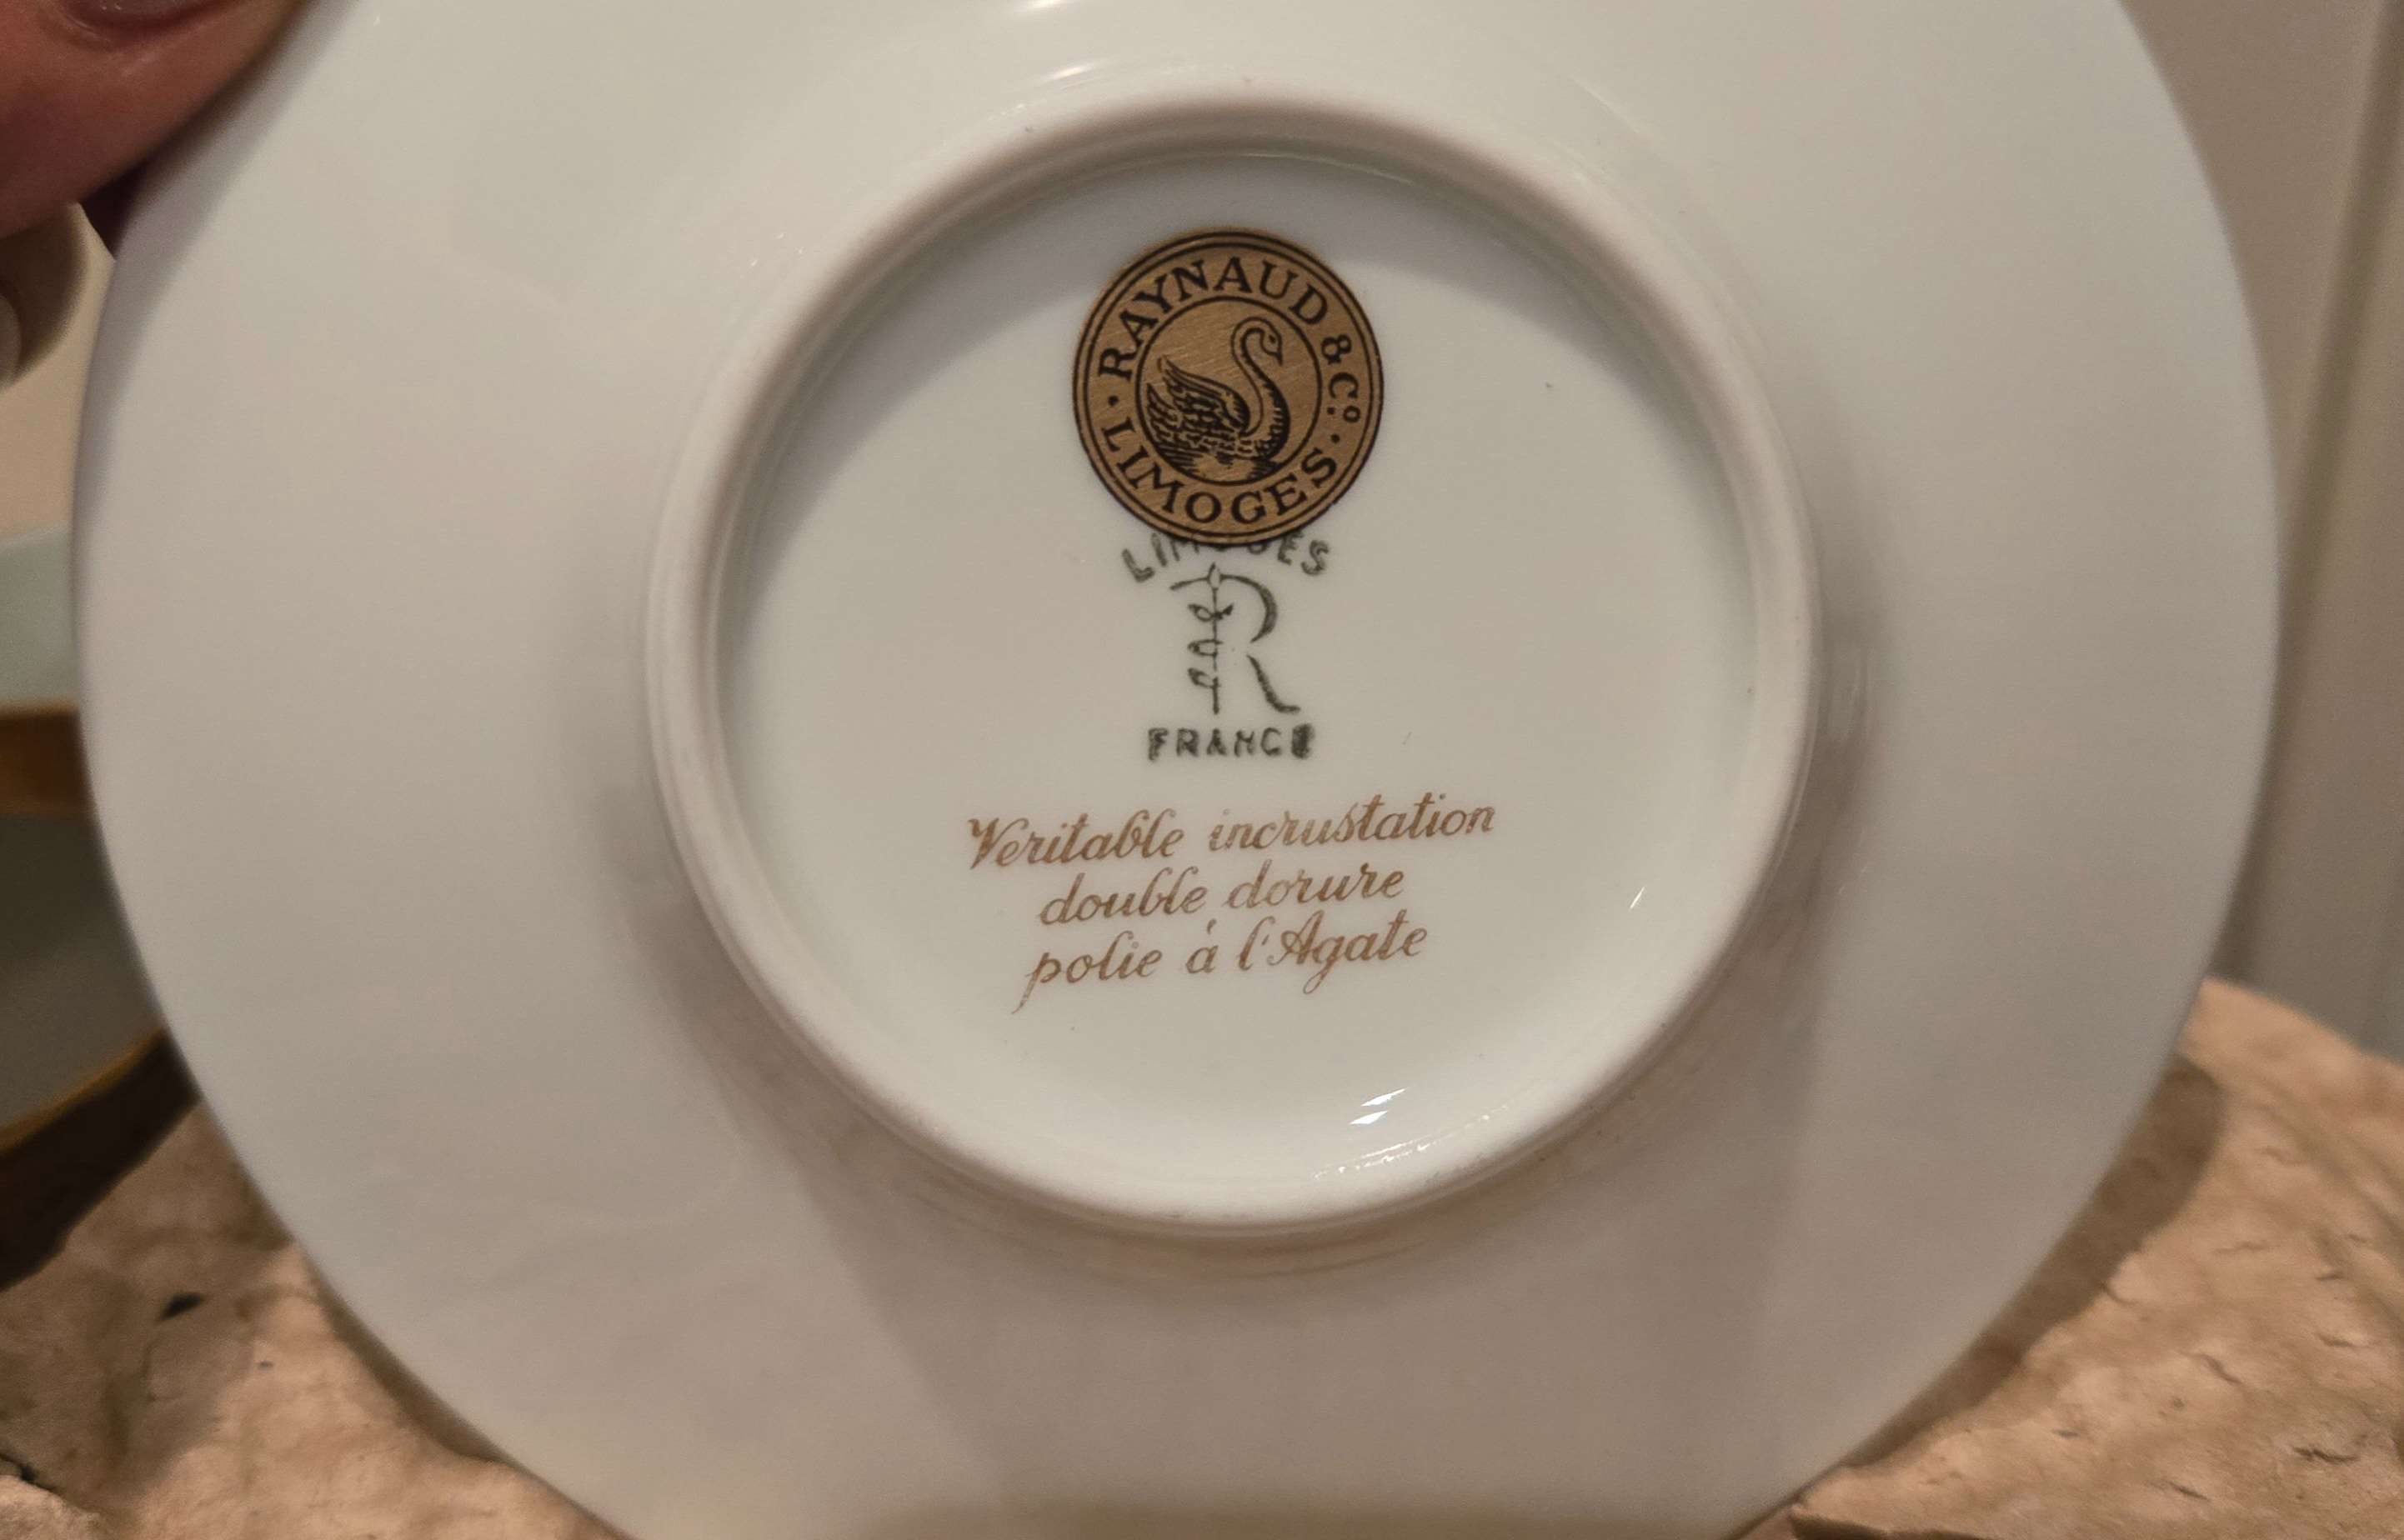 RAYNAUD & Cº.
· LIMOGES ·
LIMOGES
R
FRANCE
Veritable incrustation
double dorure
polie à l'Agate